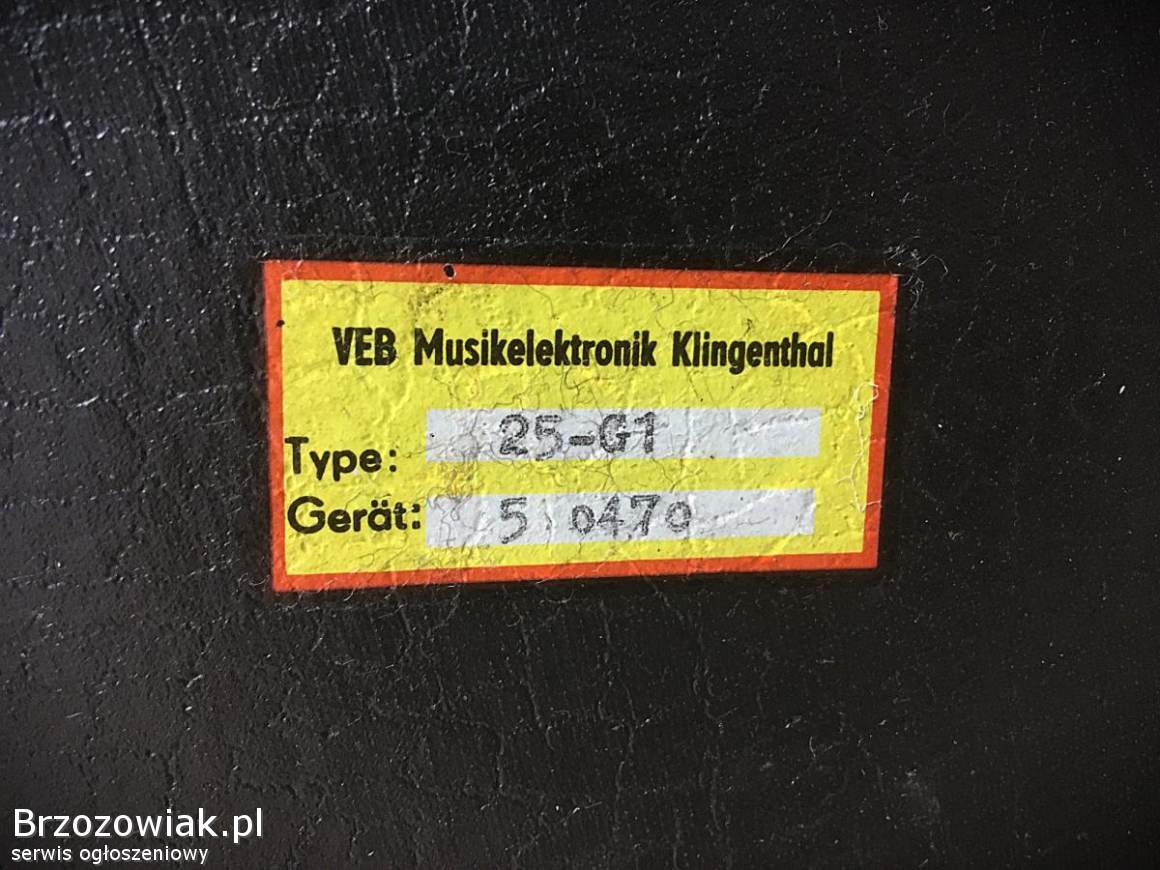 VEB Musikelektronik Klingenthal
Type: 25-G1
Gerät: 5 0470
Brzozowiak.pl
serwis ogłoszeniowy